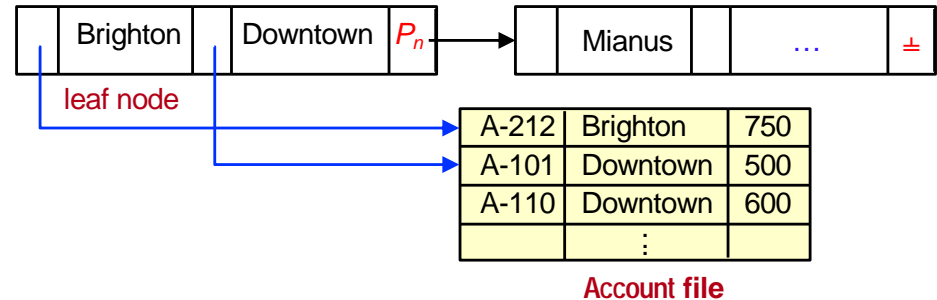 Brighton Downtown Pn Mianus … ⫨
leaf node
A-212 Brighton 750
A-101 Downtown 500
A-110 Downtown 600
⋮
Account file